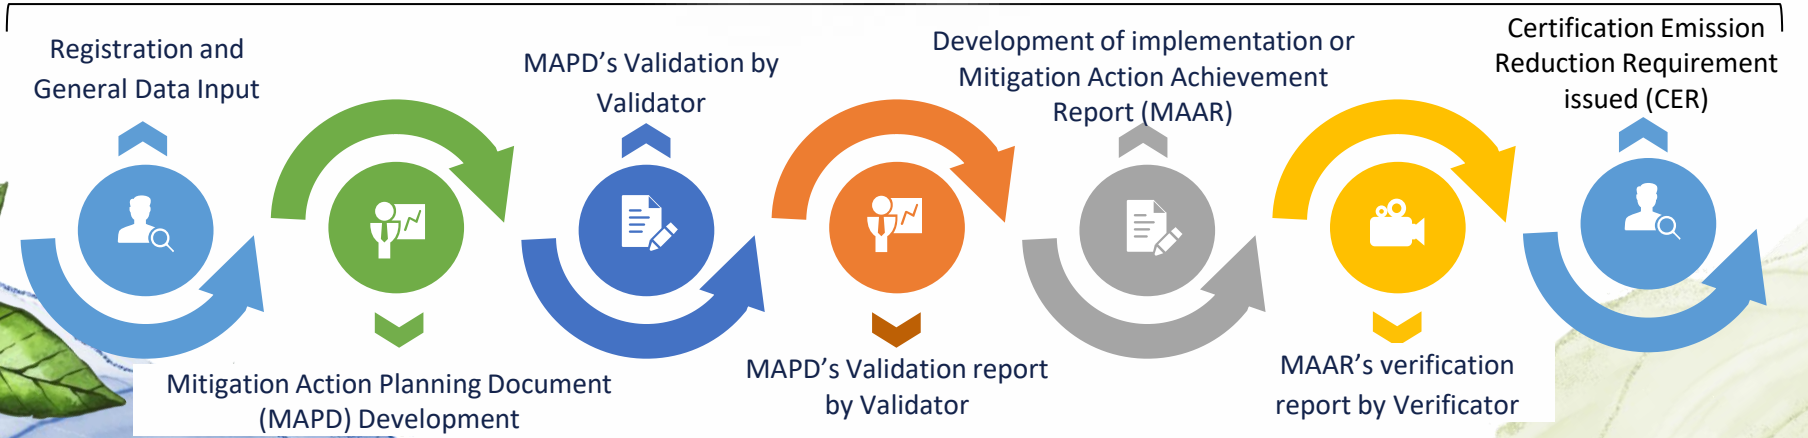 Registration and
General Data Input
Mitigation Action Planning Document
(MAPD) Development
MAPD’s Validation by
Validator
MAPD’s Validation report
by Validator
Development of implementation or
Mitigation Action Achievement
Report (MAAR)
MAAR’s verification
report by Verificator
Certification Emission
Reduction Requirement
issued (CER)